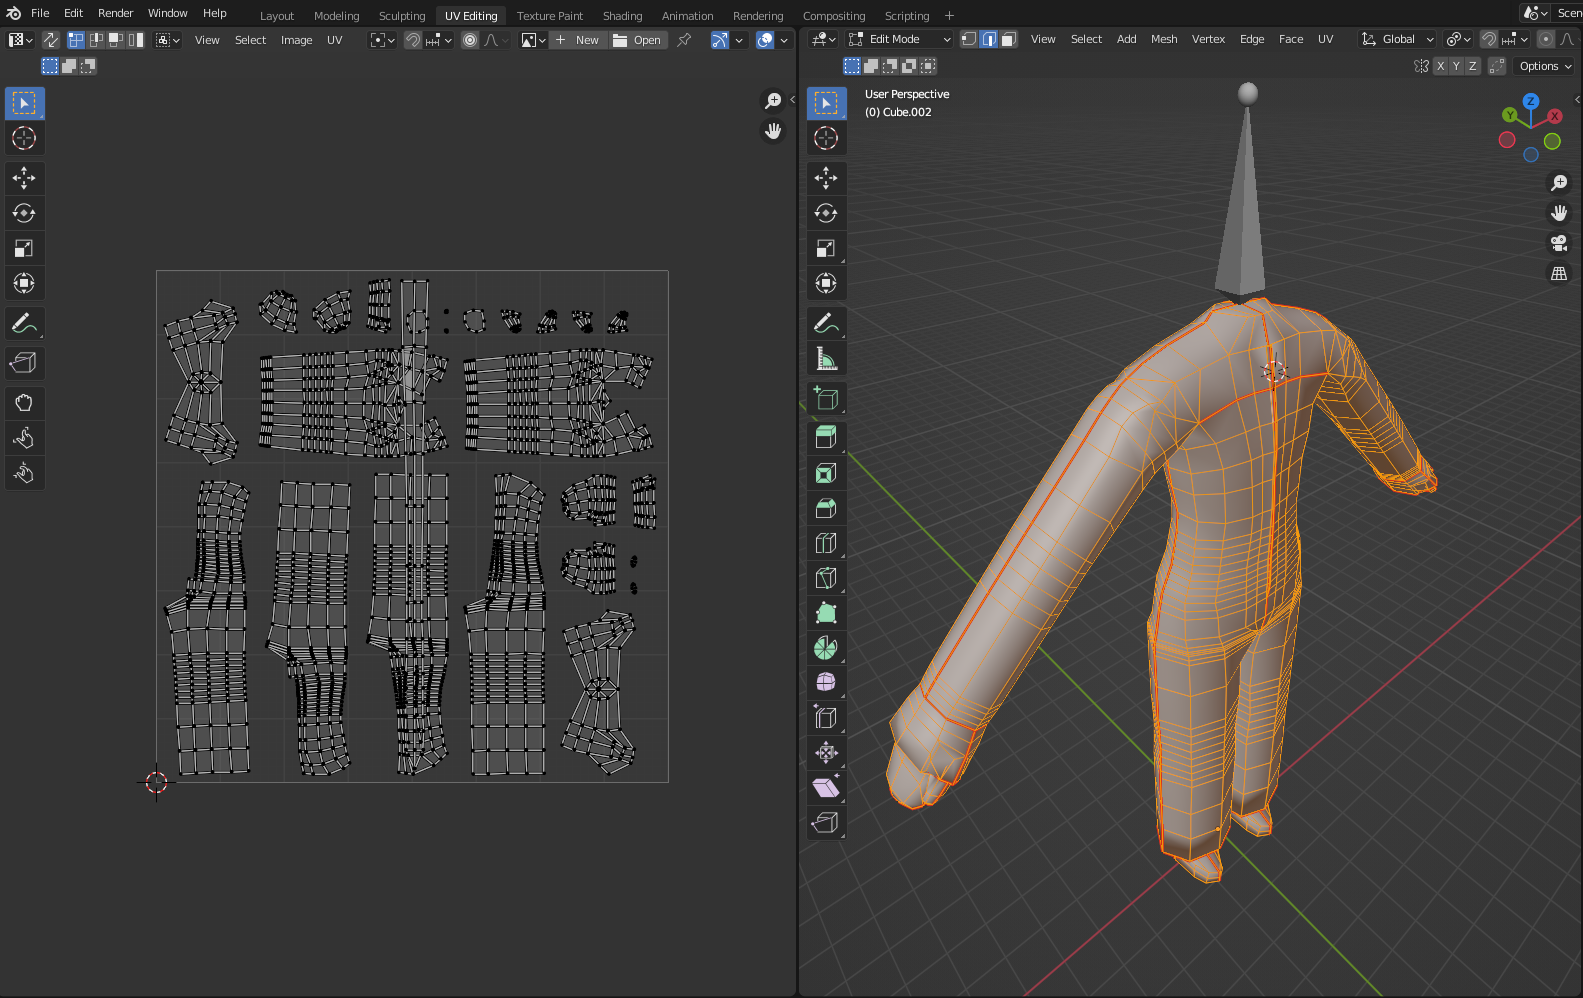 File Edit Render Window Help Layout Modeling Sculpting UV Editing Texture Paint Shading Animation Rendering Compositing Scripting + Scen
View Select Image UV New Open Edit Mode View Select Add Mesh Vertex Edge Face UV Global
X Y Z Options
User Perspective
(0) Cube.002
Z
Y X